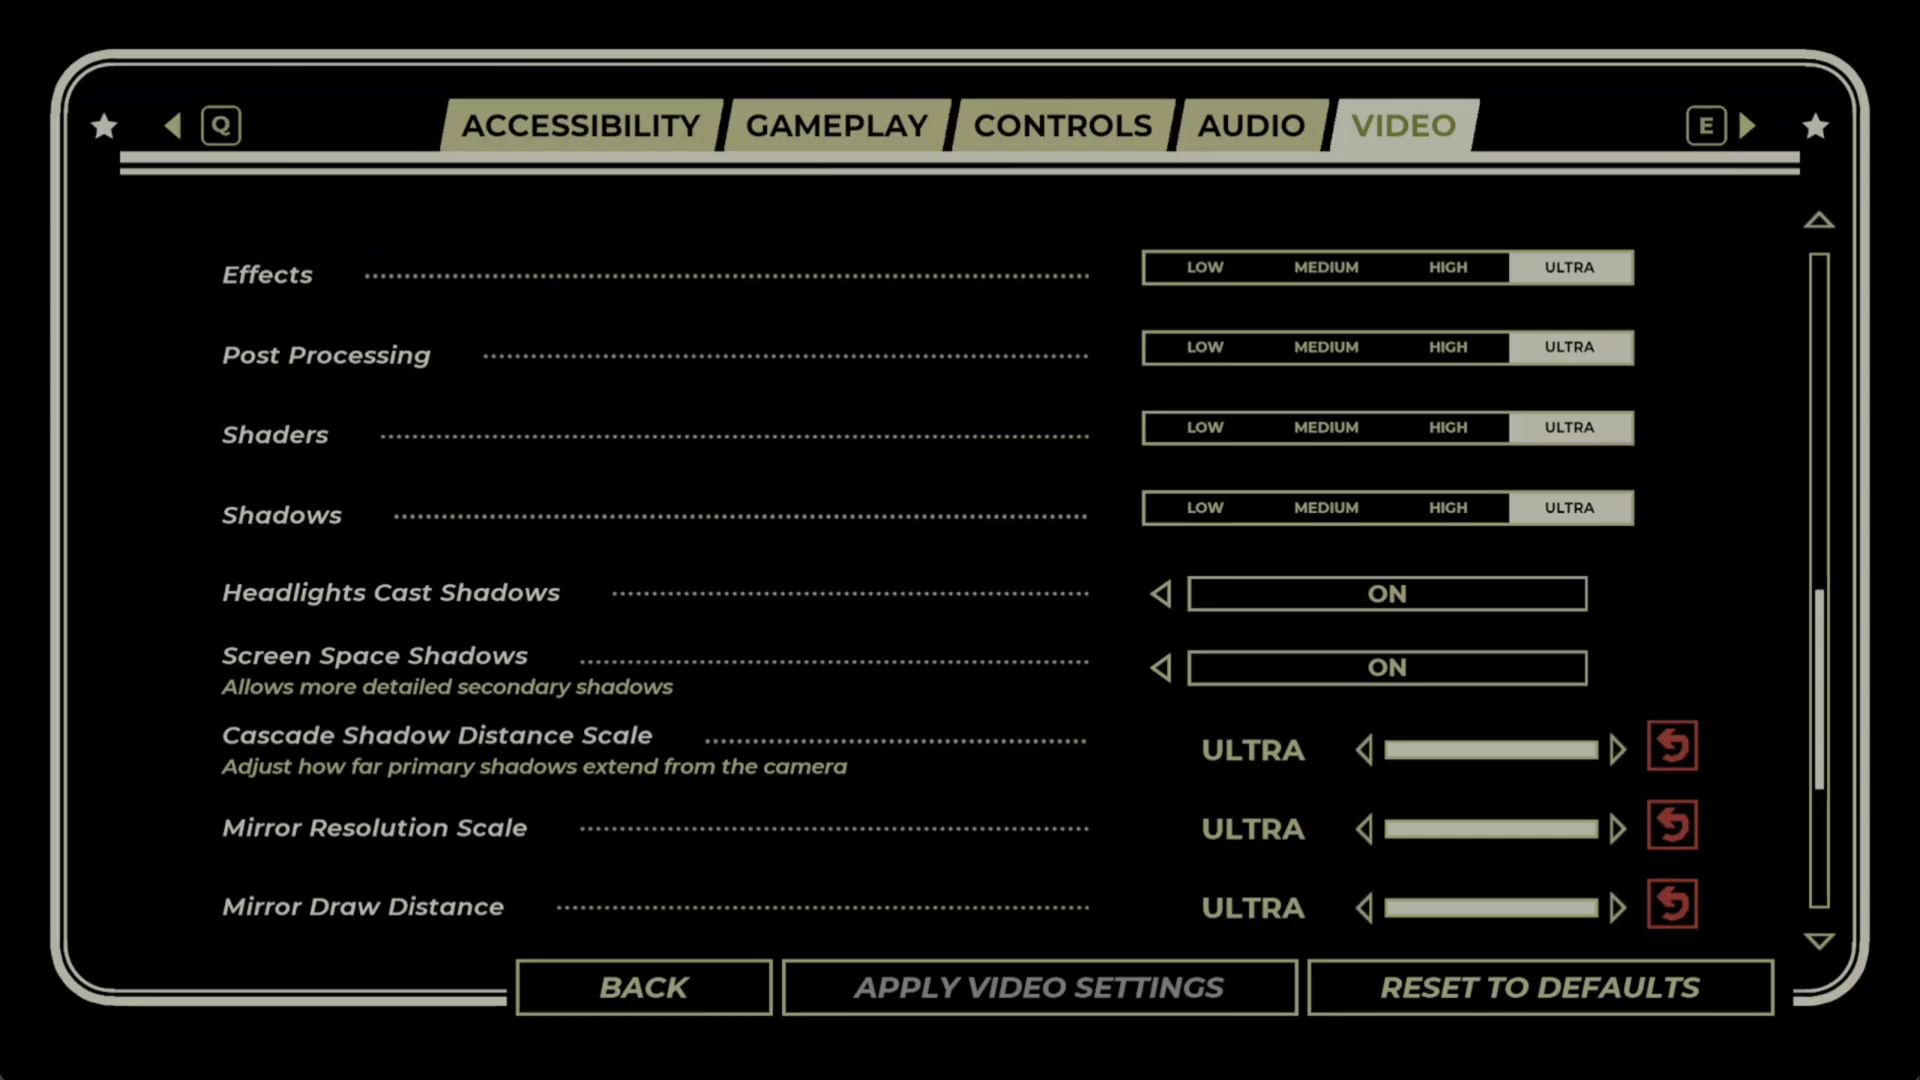 Q ACCESSIBILITY GAMEPLAY CONTROLS AUDIO VIDEO E
Effects LOW MEDIUM HIGH ULTRA
Post Processing LOW MEDIUM HIGH ULTRA
Shaders LOW MEDIUM HIGH ULTRA
Shadows LOW MEDIUM HIGH ULTRA
Headlights Cast Shadows ON
Screen Space Shadows ON
Allows more detailed secondary shadows
Cascade Shadow Distance Scale ULTRA
Adjust how far primary shadows extend from the camera
Mirror Resolution Scale ULTRA
Mirror Draw Distance ULTRA
BACK APPLY VIDEO SETTINGS RESET TO DEFAULTS